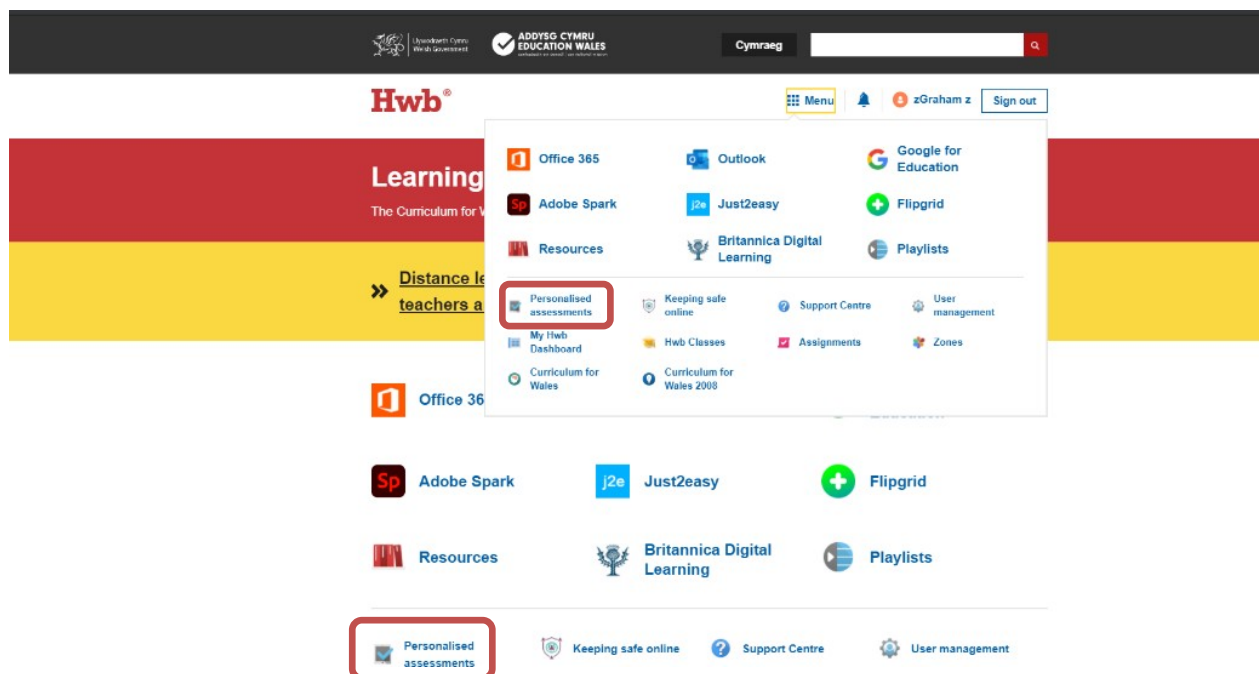 Llywodraeth Cymru
Welsh Government
ADDYSG CYMRU
EDUCATION WALES
Cymraeg
Hwb®
Menu
zGraham z
Sign out
Learning
The Curriculum for W
Office 365
Outlook
Google for
Education
Adobe Spark
j2e
Just2easy
Flipgrid
Resources
Britannica Digital
Learning
Playlists
Distance le
teachers a
Personalised
assessments
Keeping safe
online
Support Centre
User
management
My Hwb
Dashboard
Hwb Classes
Assignments
Zones
Curriculum for
Wales
Curriculum for
Wales 2008
Office 36
Sp
Adobe Spark
j2e
Just2easy
Flipgrid
Resources
Britannica Digital
Learning
Playlists
Personalised
assessments
Keeping safe online
Support Centre
User management